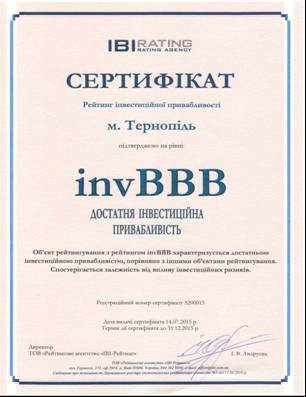 IBI RATING
RATING AGENCY
СЕРТИФІКАТ
Рейтинг інвестиційної привабливості
м. Тернопіль
підтверджено на рівні
invBBB
ДОСТАТНЯ ІНВЕСТИЦІЙНА
ПРИВАБЛИВІСТЬ
Об'єкт рейтингування з рейтингом invBBB характеризується достатньою
інвестиційною привабливістю, порівняно з іншими об'єктами рейтингування.
Спостерігається залежність від впливу інвестиційних ризиків.
Реєстраційний номер сертифікату 3200013
Дата видачі сертифікату 14.07.2015 р.
Термін дії сертифікату до 31.12.2015 р.
Директор
ТОВ «Рейтингове агентство «ІВІ-Рейтинг»
І. В. Андрухів